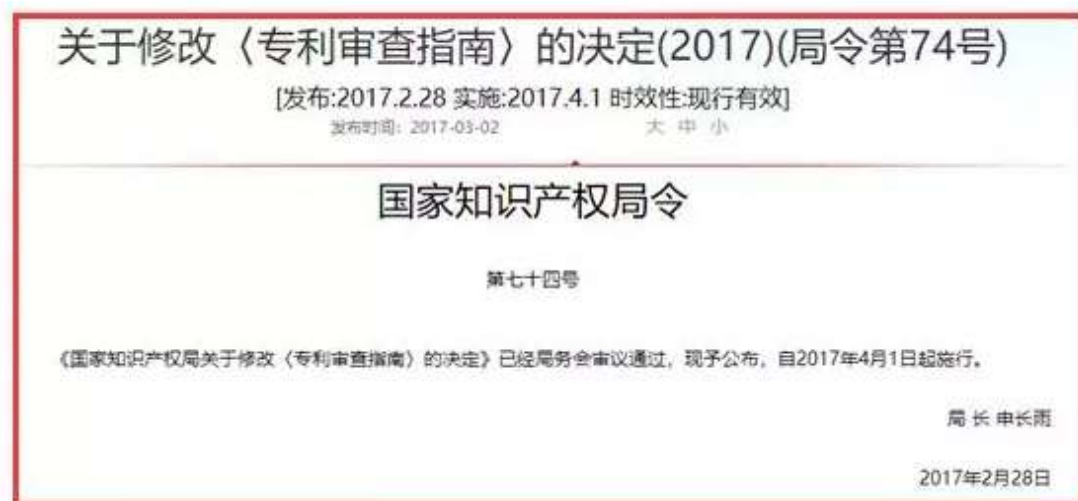 关于修改〈专利审查指南〉的决定(2017)(局令第74号)
[发布:2017.2.28 实施:2017.4.1 时效性:现行有效]
发布时间：2017-03-02 大 中 小
国家知识产权局令
第七十四号
《国家知识产权局关于修改〈专利审查指南〉的决定》已经局务会审议通过，现予公布，自2017年4月1日起施行。
局 长 申长雨
2017年2月28日